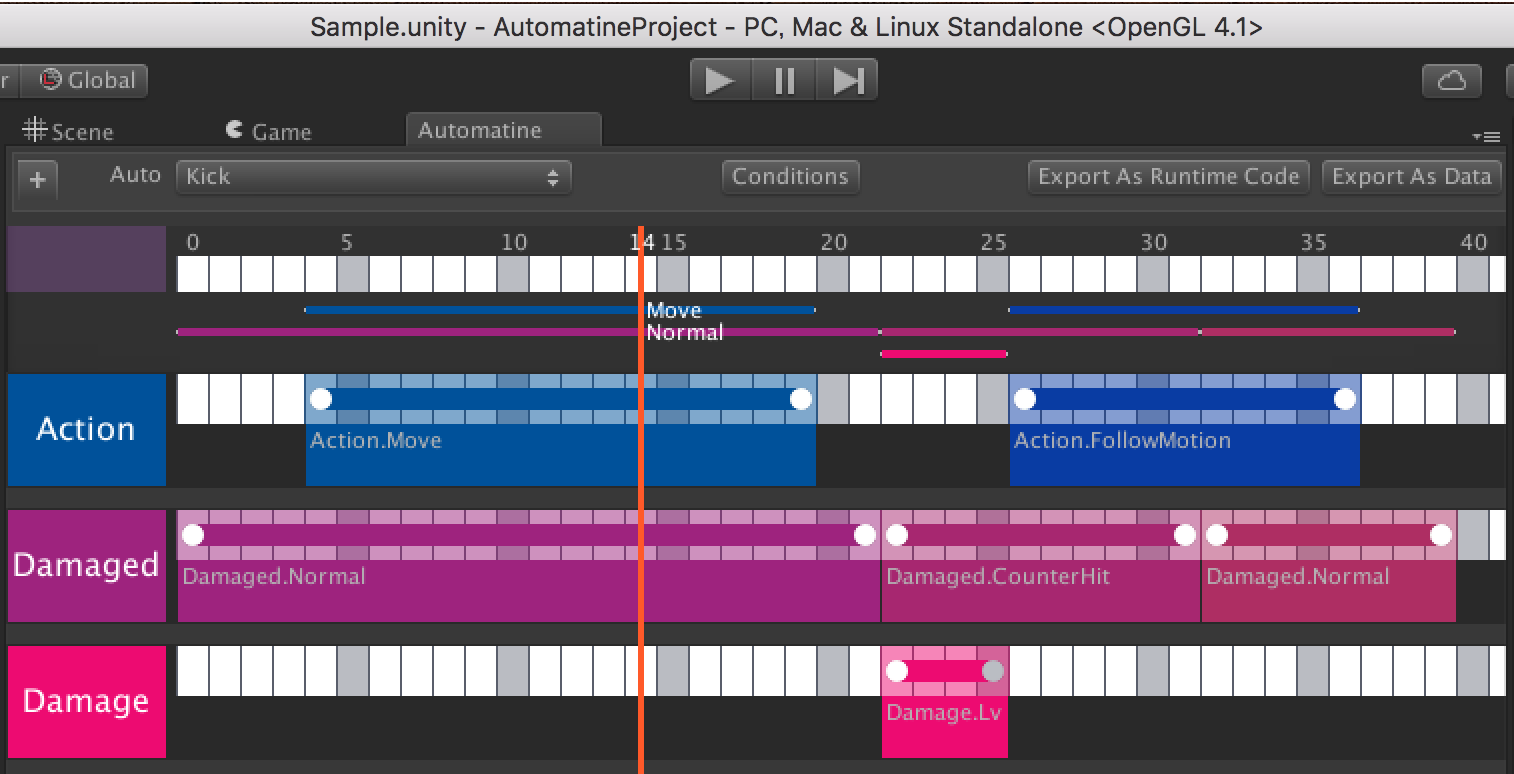 Sample.unity - AutomatineProject - PC, Mac & Linux Standalone <OpenGL 4.1>
r Global
Scene Game Automatine
+ Auto Kick Conditions Export As Runtime Code Export As Data
0 5 10 14 15 20 25 30 35 40
Move
Normal
Action
Action.Move Action.FollowMotion
Damaged
Damaged.Normal Damaged.CounterHit Damaged.Normal
Damage
Damage.Lv